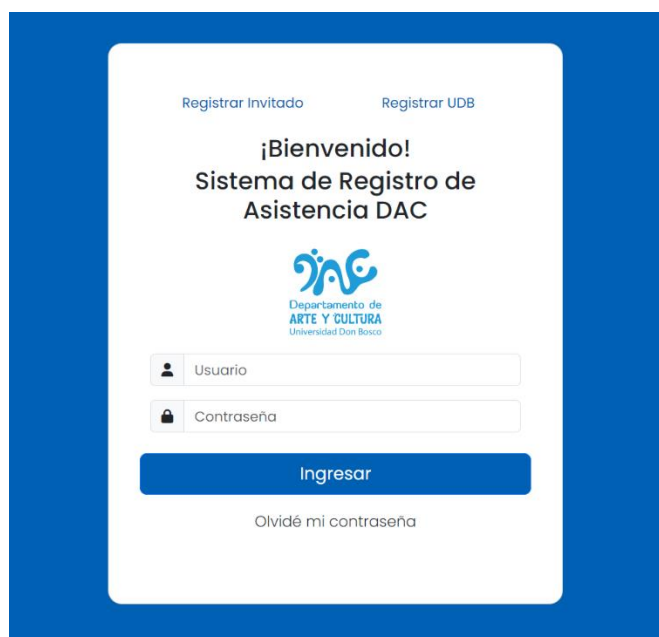 Registrar Invitado Registrar UDB
¡Bienvenido!
Sistema de Registro de
Asistencia DAC
DAC
Departamento de
ARTE Y CULTURA
Universidad Don Bosco
Usuario
Contraseña
Ingresar
Olvidé mi contraseña